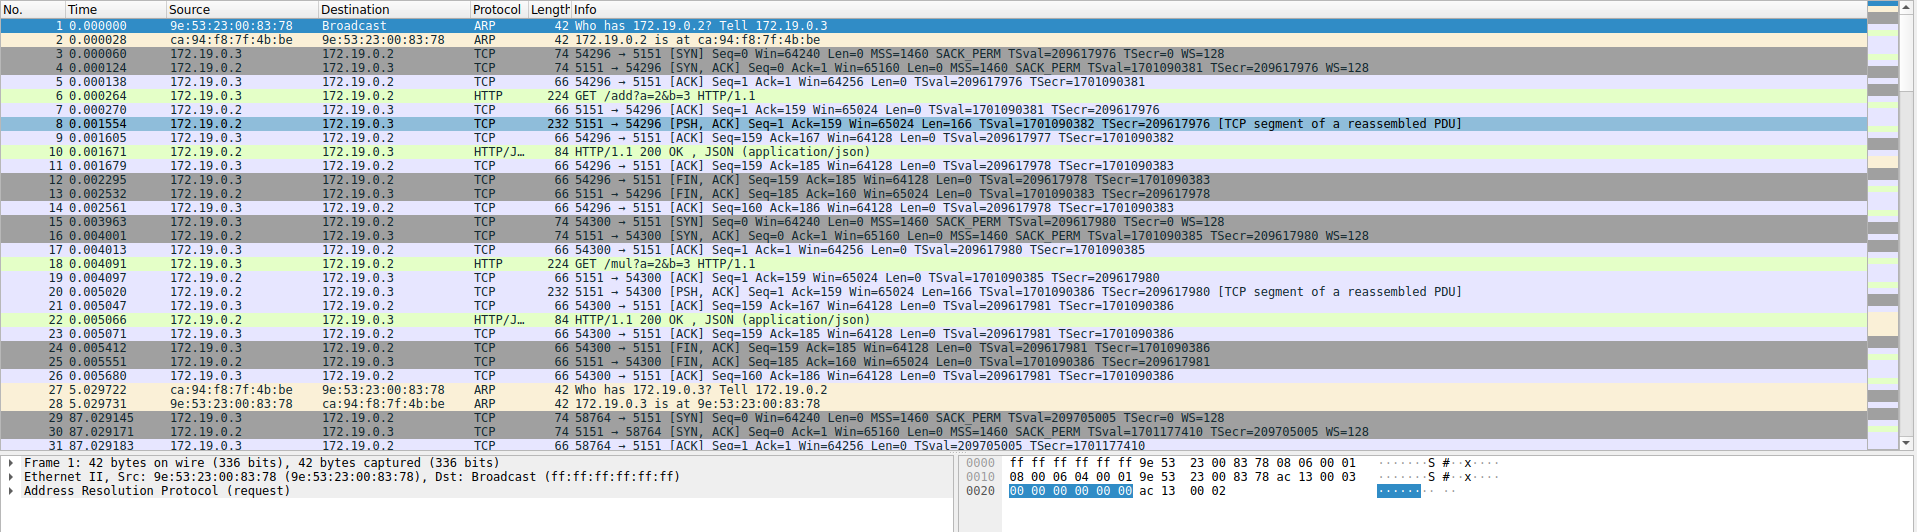 No. Time Source Destination Protocol Length Info
1 0.000000 9e:53:23:00:83:78 Broadcast ARP 42 Who has 172.19.0.2? Tell 172.19.0.3
2 0.000028 ca:94:f8:7f:4b:be 9e:53:23:00:83:78 ARP 42 172.19.0.2 is at ca:94:f8:7f:4b:be
3 0.000060 172.19.0.3 172.19.0.2 TCP 74 54296 → 5151 [SYN] Seq=0 Win=64240 Len=0 MSS=1460 SACK_PERM TSval=209617976 TSecr=0 WS=128
4 0.000124 172.19.0.2 172.19.0.3 TCP 74 5151 → 54296 [SYN, ACK] Seq=0 Ack=1 Win=65160 Len=0 MSS=1460 SACK_PERM TSval=1701090381 TSecr=209617976 WS=128
5 0.000138 172.19.0.3 172.19.0.2 TCP 66 54296 → 5151 [ACK] Seq=1 Ack=1 Win=64256 Len=0 TSval=209617976 TSecr=1701090381
6 0.000264 172.19.0.3 172.19.0.2 HTTP 224 GET /add?a=2&b=3 HTTP/1.1
7 0.000270 172.19.0.2 172.19.0.3 TCP 66 5151 → 54296 [ACK] Seq=1 Ack=159 Win=65024 Len=0 TSval=1701090381 TSecr=209617976
8 0.001554 172.19.0.2 172.19.0.3 TCP 232 5151 → 54296 [PSH, ACK] Seq=1 Ack=159 Win=65024 Len=166 TSval=1701090382 TSecr=209617976 [TCP segment of a reassembled PDU]
9 0.001605 172.19.0.3 172.19.0.2 TCP 66 54296 → 5151 [ACK] Seq=159 Ack=167 Win=64128 Len=0 TSval=209617977 TSecr=1701090382
10 0.001671 172.19.0.2 172.19.0.3 HTTP/J… 84 HTTP/1.1 200 OK , JSON (application/json)
11 0.001679 172.19.0.3 172.19.0.2 TCP 66 54296 → 5151 [ACK] Seq=159 Ack=185 Win=64128 Len=0 TSval=209617978 TSecr=1701090383
12 0.002295 172.19.0.3 172.19.0.2 TCP 66 54296 → 5151 [FIN, ACK] Seq=159 Ack=185 Win=64128 Len=0 TSval=209617978 TSecr=1701090383
13 0.002532 172.19.0.2 172.19.0.3 TCP 66 5151 → 54296 [FIN, ACK] Seq=185 Ack=160 Win=65024 Len=0 TSval=1701090383 TSecr=209617978
14 0.002561 172.19.0.3 172.19.0.2 TCP 66 54296 → 5151 [ACK] Seq=160 Ack=186 Win=64128 Len=0 TSval=209617978 TSecr=1701090383
15 0.003963 172.19.0.3 172.19.0.2 TCP 74 54300 → 5151 [SYN] Seq=0 Win=64240 Len=0 MSS=1460 SACK_PERM TSval=209617980 TSecr=0 WS=128
16 0.004001 172.19.0.2 172.19.0.3 TCP 74 5151 → 54300 [SYN, ACK] Seq=0 Ack=1 Win=65160 Len=0 MSS=1460 SACK_PERM TSval=1701090385 TSecr=209617980 WS=128
17 0.004013 172.19.0.3 172.19.0.2 TCP 66 54300 → 5151 [ACK] Seq=1 Ack=1 Win=64256 Len=0 TSval=209617980 TSecr=1701090385
18 0.004091 172.19.0.3 172.19.0.2 HTTP 224 GET /mul?a=2&b=3 HTTP/1.1
19 0.004097 172.19.0.2 172.19.0.3 TCP 66 5151 → 54300 [ACK] Seq=1 Ack=159 Win=65024 Len=0 TSval=1701090385 TSecr=209617980
20 0.005020 172.19.0.2 172.19.0.3 TCP 232 5151 → 54300 [PSH, ACK] Seq=1 Ack=159 Win=65024 Len=166 TSval=1701090386 TSecr=209617980 [TCP segment of a reassembled PDU]
21 0.005047 172.19.0.3 172.19.0.2 TCP 66 54300 → 5151 [ACK] Seq=159 Ack=167 Win=64128 Len=0 TSval=209617981 TSecr=1701090386
22 0.005066 172.19.0.2 172.19.0.3 HTTP/J… 84 HTTP/1.1 200 OK , JSON (application/json)
23 0.005071 172.19.0.3 172.19.0.2 TCP 66 54300 → 5151 [ACK] Seq=159 Ack=185 Win=64128 Len=0 TSval=209617981 TSecr=1701090386
24 0.005412 172.19.0.3 172.19.0.2 TCP 66 54300 → 5151 [FIN, ACK] Seq=159 Ack=185 Win=64128 Len=0 TSval=209617981 TSecr=1701090386
25 0.005551 172.19.0.2 172.19.0.3 TCP 66 5151 → 54300 [FIN, ACK] Seq=185 Ack=160 Win=65024 Len=0 TSval=1701090386 TSecr=209617981
26 0.005680 172.19.0.3 172.19.0.2 TCP 66 54300 → 5151 [ACK] Seq=160 Ack=186 Win=64128 Len=0 TSval=209617981 TSecr=1701090386
27 5.029722 ca:94:f8:7f:4b:be 9e:53:23:00:83:78 ARP 42 Who has 172.19.0.3? Tell 172.19.0.2
28 5.029731 9e:53:23:00:83:78 ca:94:f8:7f:4b:be ARP 42 172.19.0.3 is at 9e:53:23:00:83:78
29 87.029145 172.19.0.3 172.19.0.2 TCP 74 58764 → 5151 [SYN] Seq=0 Win=64240 Len=0 MSS=1460 SACK_PERM TSval=209705005 TSecr=0 WS=128
30 87.029171 172.19.0.2 172.19.0.3 TCP 74 5151 → 58764 [SYN, ACK] Seq=0 Ack=1 Win=65160 Len=0 MSS=1460 SACK_PERM TSval=1701177410 TSecr=209705005 WS=128
31 87.029183 172.19.0.3 172.19.0.2 TCP 66 58764 → 5151 [ACK] Seq=1 Ack=1 Win=64256 Len=0 TSval=209705005 TSecr=1701177410
Frame 1: 42 bytes on wire (336 bits), 42 bytes captured (336 bits)
Ethernet II, Src: 9e:53:23:00:83:78 (9e:53:23:00:83:78), Dst: Broadcast (ff:ff:ff:ff:ff:ff)
Address Resolution Protocol (request)
0000 ff ff ff ff ff ff 9e 53 23 00 83 78 08 06 00 01 ·······S #··x····
0010 08 00 06 04 00 01 9e 53 23 00 83 78 ac 13 00 03 ·······S #··x····
0020 00 00 00 00 00 00 ac 13 00 02 ········ ··